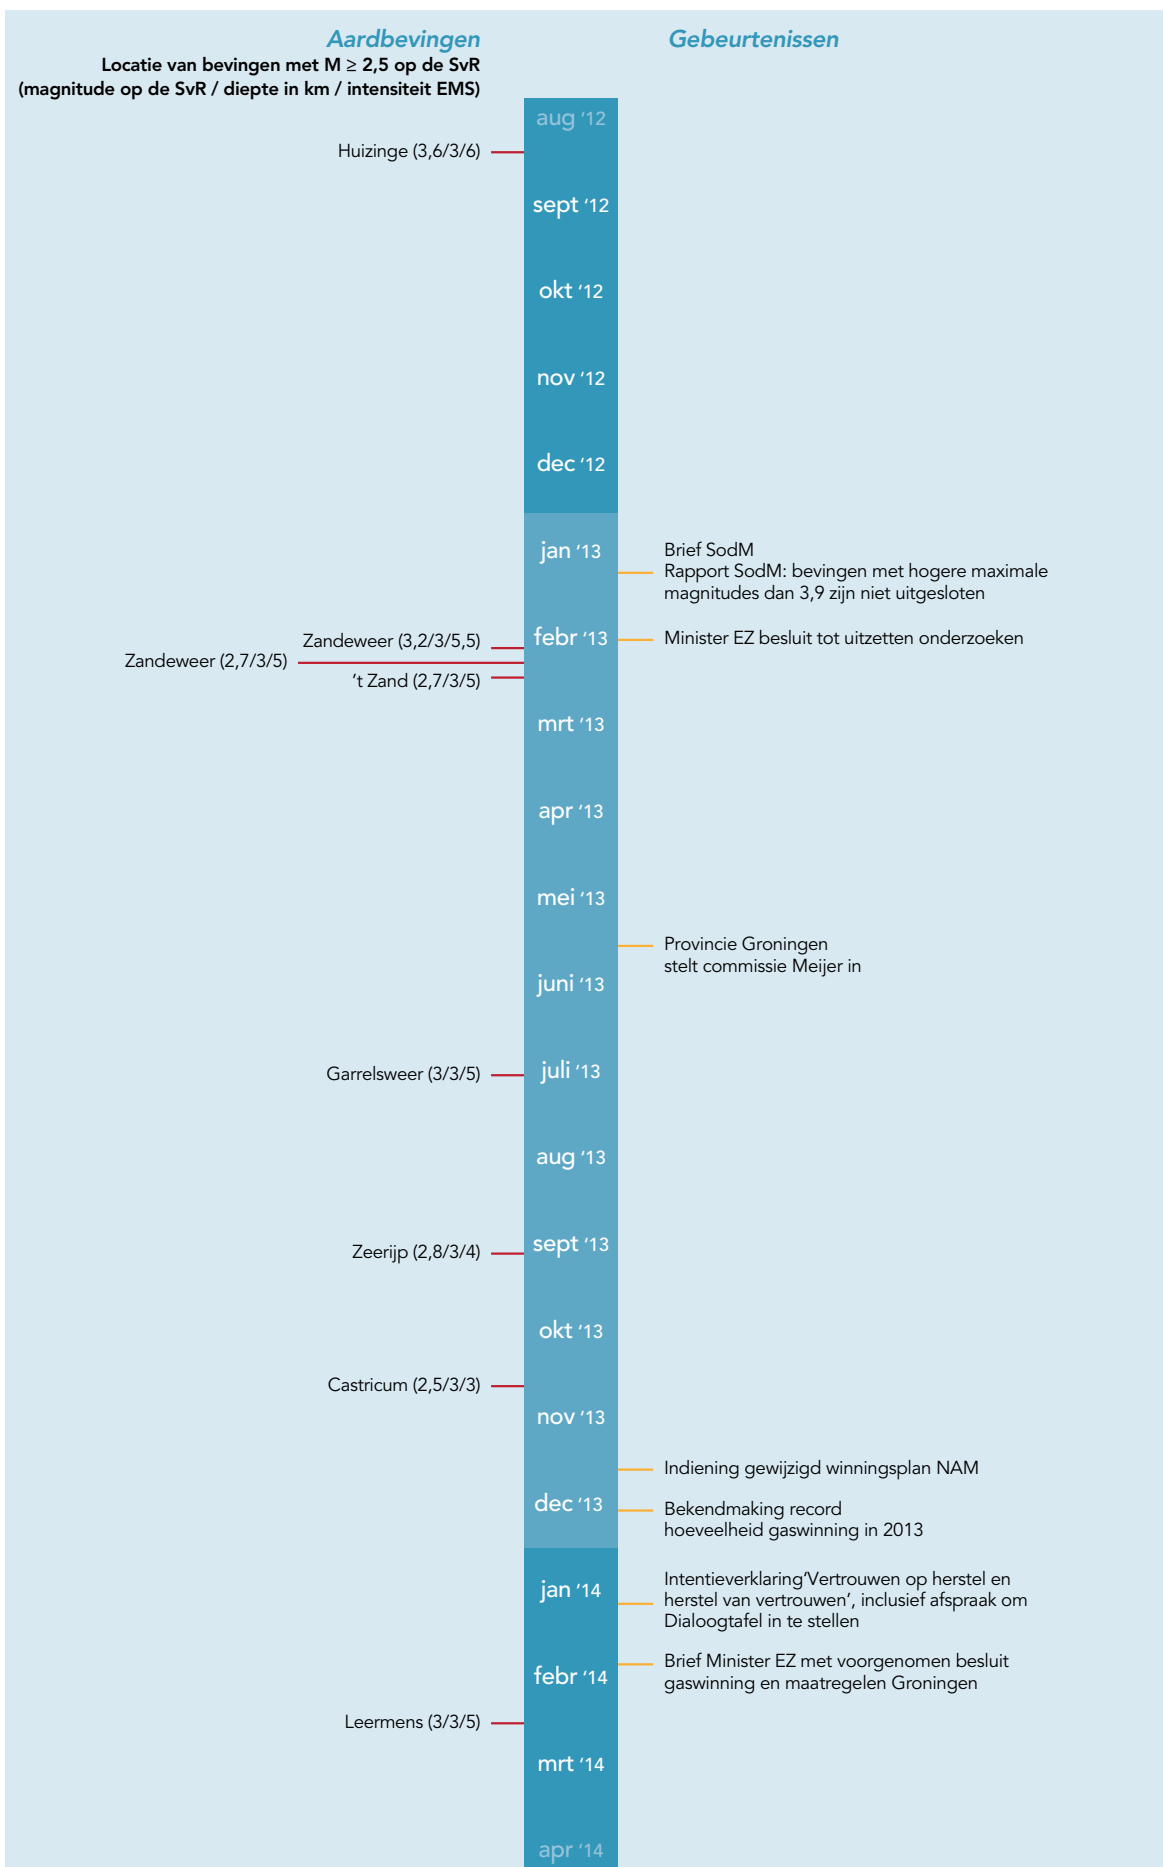 Aardbevingen
Gebeurtenissen
Locatie van bevingen met M ≥ 2,5 op de SvR
(magnitude op de SvR / diepte in km / intensiteit EMS)
aug '12
Huizinge (3,6/3/6)
sept '12
okt '12
nov '12
dec '12
jan '13
Brief SodM
Rapport SodM: bevingen met hogere maximale
magnitudes dan 3,9 zijn niet uitgesloten
febr '13
Minister EZ besluit tot uitzetten onderzoeken
Zandeweer (3,2/3/5,5)
Zandeweer (2,7/3/5)
't Zand (2,7/3/5)
mrt '13
apr '13
mei '13
Provincie Groningen
stelt commissie Meijer in
juni '13
Garrelsweer (3/3/5)
juli '13
aug '13
sept '13
Zeerijp (2,8/3/4)
okt '13
Castricum (2,5/3/3)
nov '13
Indiening gewijzigd winningsplan NAM
dec '13
Bekendmaking record
hoeveelheid gaswinning in 2013
jan '14
Intentieverklaring'Vertrouwen op herstel en
herstel van vertrouwen', inclusief afspraak om
Dialoogtafel in te stellen
febr '14
Brief Minister EZ met voorgenomen besluit
gaswinning en maatregelen Groningen
Leermens (3/3/5)
mrt '14
apr '14